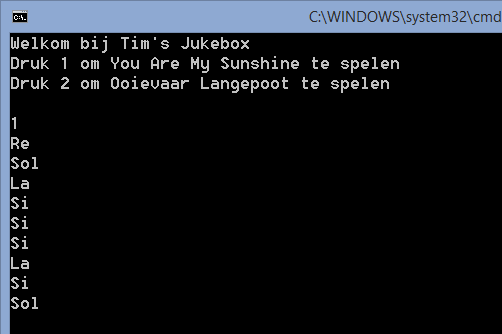 C:\WINDOWS\system32\cmd
Welkom bij Tim's Jukebox
Druk 1 om You Are My Sunshine te spelen
Druk 2 om Ooievaar Langepoot te spelen
1
Re
Sol
La
Si
Si
Si
La
Si
Sol